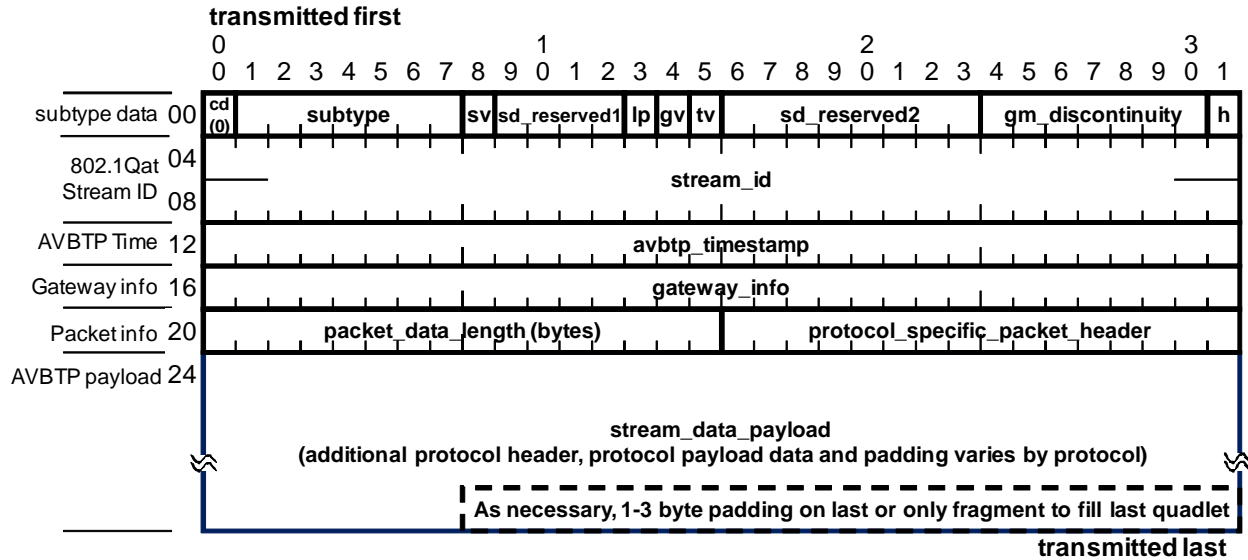 transmitted first
0 1 2 3
0 1 2 3 4 5 6 7 8 9 0 1 2 3 4 5 6 7 8 9 0 1 2 3 4 5 6 7 8 9 0 1
subtype data 00 cd (0) subtype sv sd_reserved1 lp gv tv sd_reserved2 gm_discontinuity h
802.1Qat Stream ID 04
stream_id
08
AVBTP Time 12 avbtp_timestamp
Gateway info 16 gateway_info
Packet info 20 packet_data_length (bytes) protocol_specific_packet_header
AVBTP payload 24
stream_data_payload
(additional protocol header, protocol payload data and padding varies by protocol)
As necessary, 1-3 byte padding on last or only fragment to fill last quadlet
transmitted last